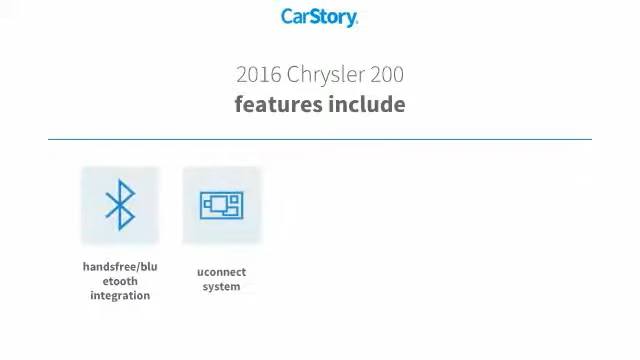 CarStory.
2016 Chrysler 200
features include
handsfree/blu
etooth
integration
uconnect
system